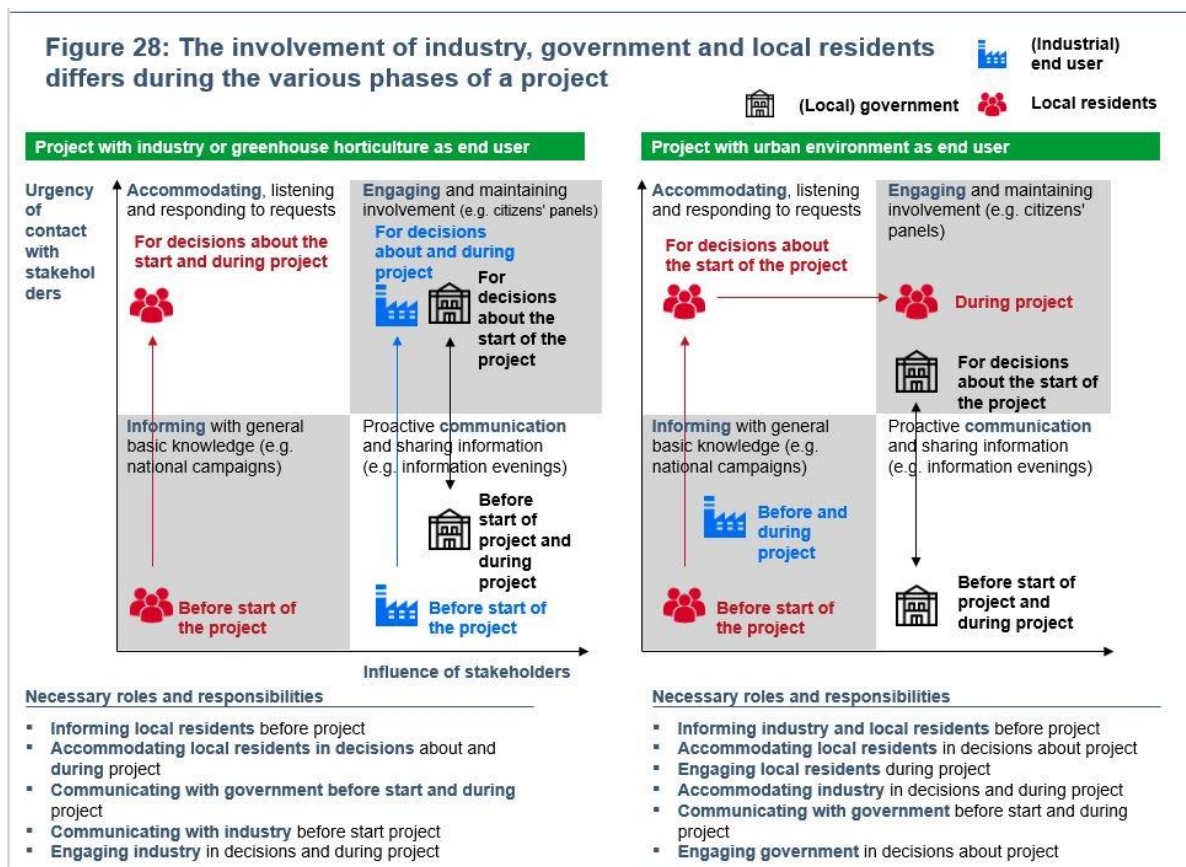 Figure 28: The involvement of industry, government and local residents
differs during the various phases of a project
(Industrial)
end user
(Local) government
Local residents
Project with industry or greenhouse horticulture as end user
Urgency
of
contact
with
stakehol
ders
Accommodating, listening
and responding to requests
For decisions about the
start and during project
Engaging and maintaining
involvement (e.g. citizens' panels)
For decisions
about and during
project
For
decisions
about the
start of the
project
Informing with general
basic knowledge (e.g.
national campaigns)
Before start of
the project
Proactive communication
and sharing information
(e.g. information evenings)
Before
start of
project and
during
project
Before start of
the project
Influence of stakeholders
Necessary roles and responsibilities
▪ Informing local residents before project
▪ Accommodating local residents in decisions about and
during project
▪ Communicating with government before start and during
project
▪ Communicating with industry before start project
▪ Engaging industry in decisions and during project
Project with urban environment as end user
Accommodating, listening
and responding to requests
For decisions about
the start of the project
Engaging and maintaining
involvement (e.g. citizens'
panels)
During project
For decisions
about the start of
the project
Informing with general
basic knowledge (e.g.
national campaigns)
Before and
during
project
Before start of
the project
Proactive communication
and sharing information
(e.g. information evenings)
Before start of
project and
during project
Necessary roles and responsibilities
▪ Informing industry and local residents before project
▪ Accommodating local residents in decisions about project
▪ Engaging local residents during project
▪ Accommodating industry in decisions and during project
▪ Communicating with government before start and during
project
▪ Engaging government in decisions about project